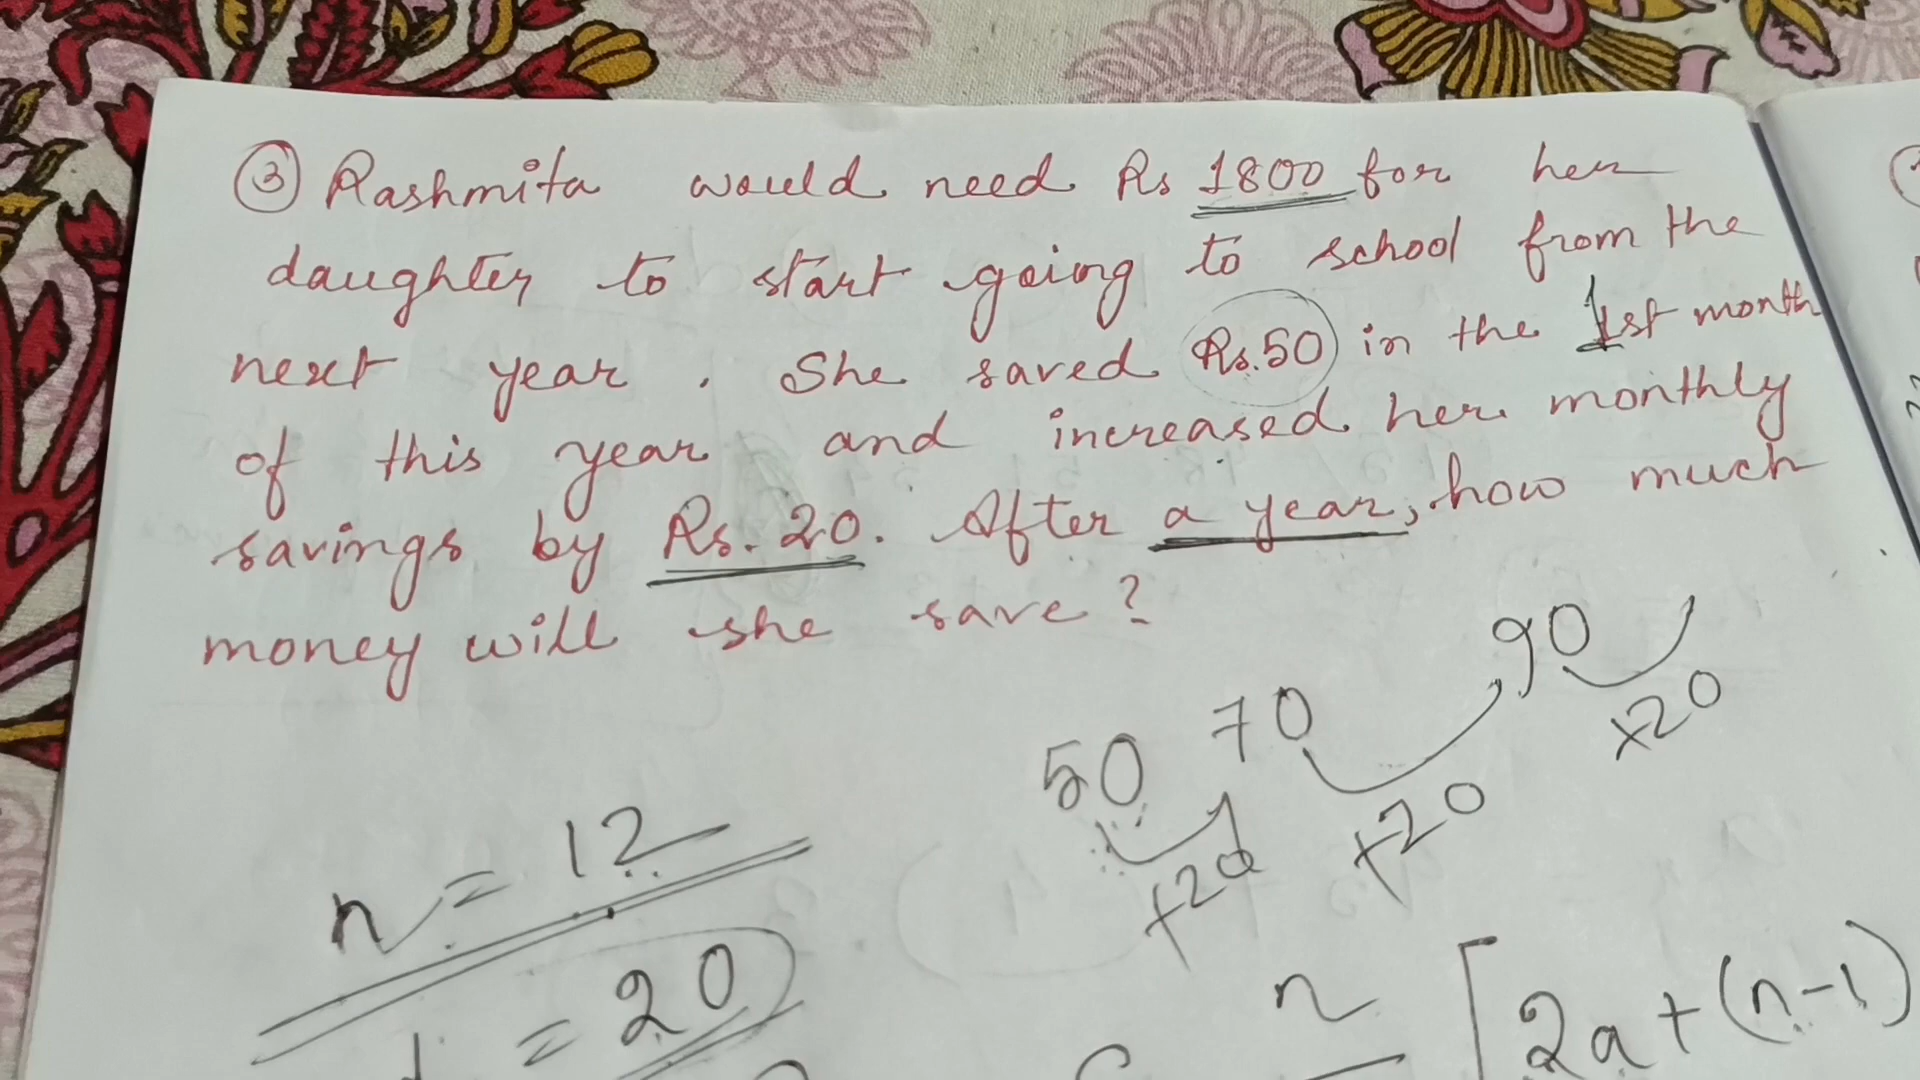 ③ Rashmita would need Rs 1800 for her
daughter to start going to school from the
next year. She saved Rs.50 in the 1st month
of this year and increased her monthly
savings by Rs. 20. After a year, how much
money will she save?
50 70 90
+20 +20 +20
n = 12
d = 20
n [2a+(n-1)